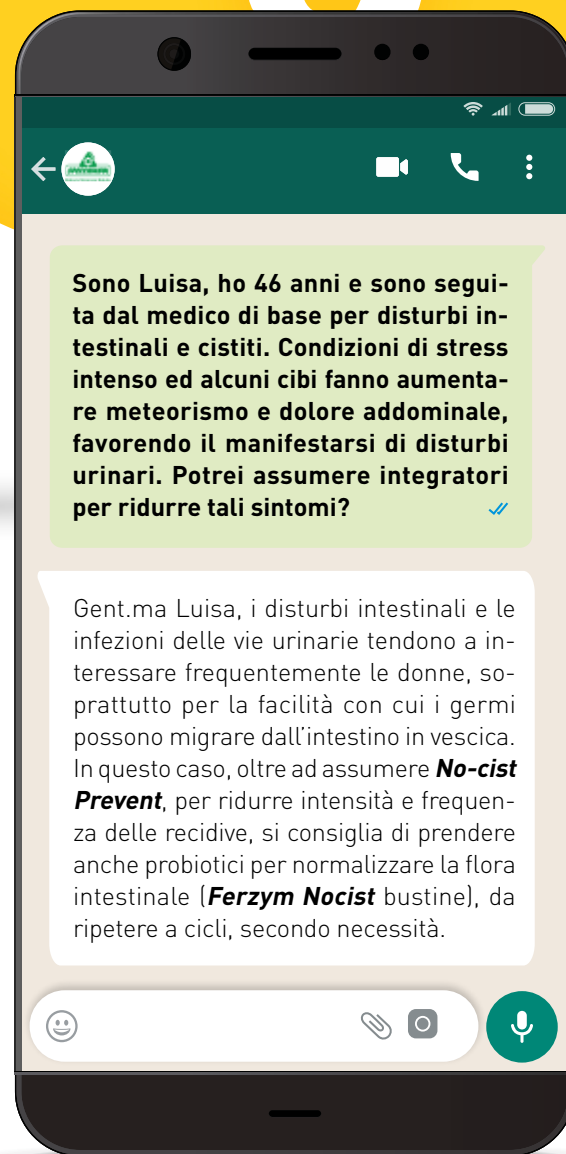 Sono Luisa, ho 46 anni e sono segui-
ta dal medico di base per disturbi in-
testinali e cistiti. Condizioni di stress
intenso ed alcuni cibi fanno aumenta-
re meteorismo e dolore addominale,
favorendo il manifestarsi di disturbi
urinari. Potrei assumere integratori
per ridurre tali sintomi?
Gent.ma Luisa, i disturbi intestinali e le
infezioni delle vie urinarie tendono a in-
teressare frequentemente le donne, so-
prattutto per la facilità con cui i germi
possono migrare dall'intestino in vescica.
In questo caso, oltre ad assumere No-cist
Prevent, per ridurre intensità e frequen-
za delle recidive, si consiglia di prendere
anche probiotici per normalizzare la flora
intestinale (Ferzym Nocist bustine), da
ripetere a cicli, secondo necessità.